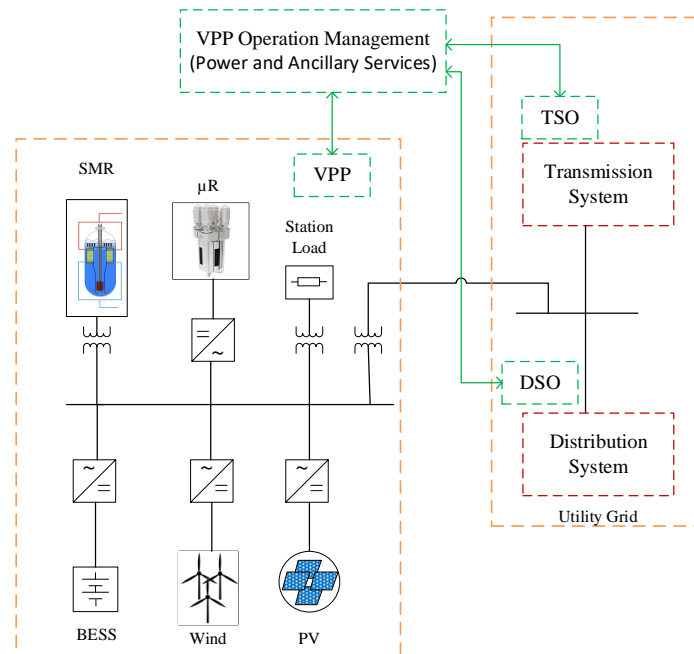 VPP Operation Management
(Power and Ancillary Services)
TSO
Transmission
System
VPP
SMR
µR
Station
Load
DSO
Distribution
System
Utility Grid
BESS
Wind
PV